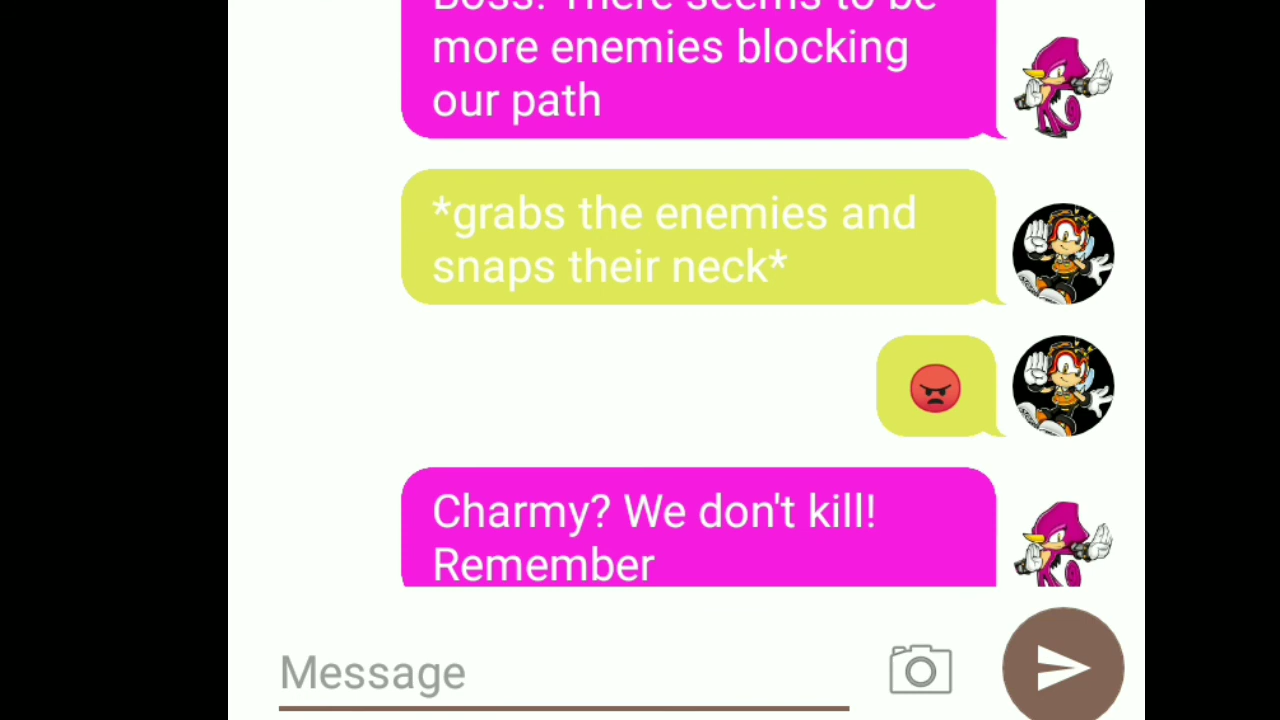 Boss! There seems to be
more enemies blocking
our path
*grabs the enemies and
snaps their neck*
Charmy? We don't kill!
Remember
Message